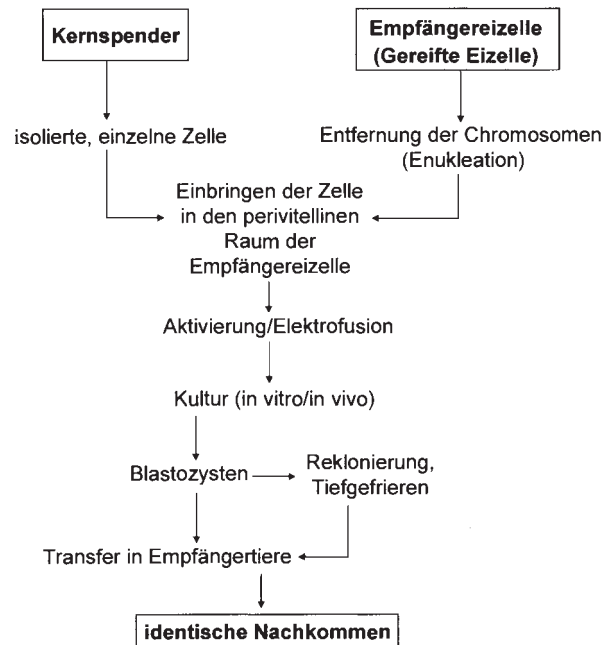 Kernspender
Empfängereizelle
(Gereifte Eizelle)
isolierte, einzelne Zelle
Entfernung der Chromosomen
(Enukleation)
Einbringen der Zelle
in den perivitellinen
Raum der
Empfängereizelle
Aktivierung/Elektrofusion
Kultur (in vitro/in vivo)
Blastozysten
Reklonierung,
Tiefgefrieren
Transfer in Empfängertiere
identische Nachkommen